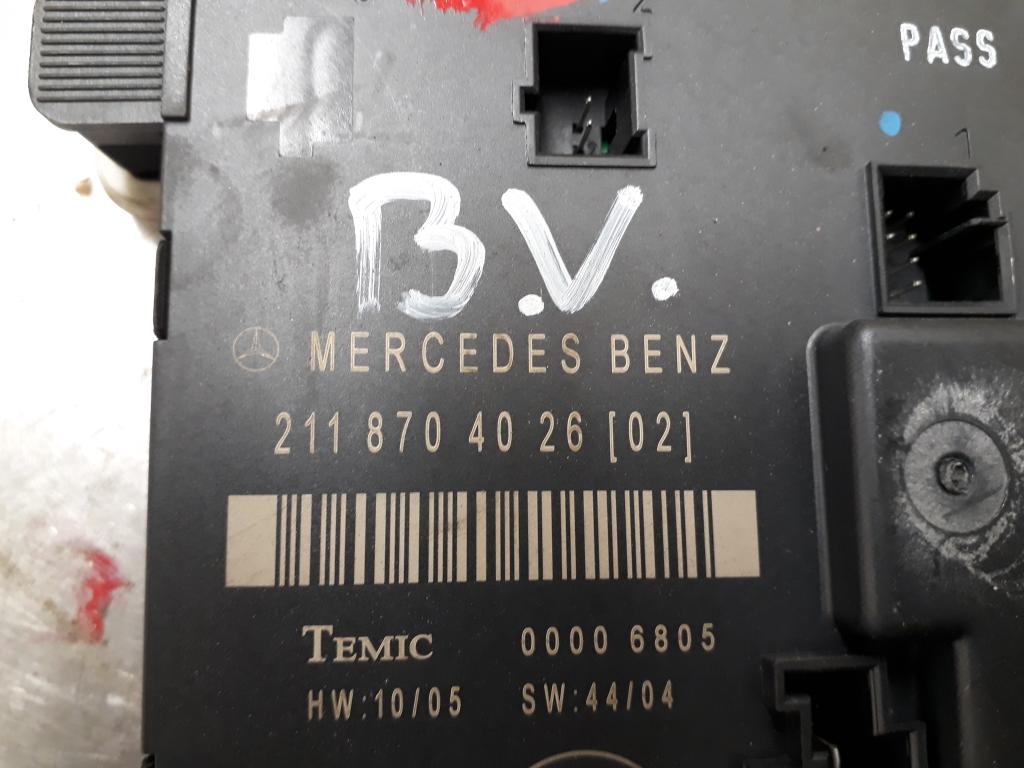 PASS
B.V.
MERCEDES BENZ
211 870 40 26 [02]
TEMIC 0000 6805
HW:10/05 SW:44/04